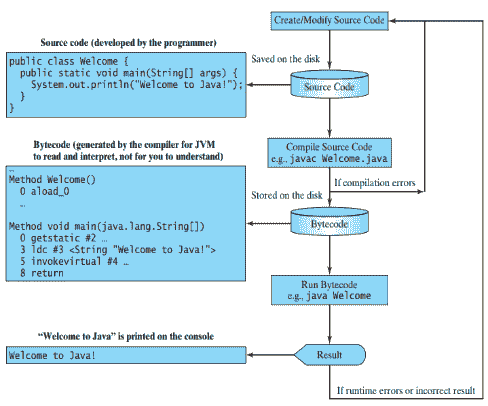 Create/Modify Source Code
Source code (developed by the programmer)
Saved on the disk
public class Welcome {
public static void main(String[] args) {
System.out.println("Welcome to Java!");
}
}
Source Code
Compile Source Code
e.g., javac Welcome.java
Bytecode (generated by the compiler for JVM
to read and interpret, not for you to understand)
If compilation errors
Stored on the disk
…
Method Welcome()
0 aload_0
…
Method void main(java.lang.String[])
0 getstatic #2 …
3 ldc #3 <String "Welcome to Java!">
5 invokevirtual #4 …
8 return
Bytecode
Run Bytecode
e.g., java Welcome
“Welcome to Java” is printed on the console
Welcome to Java!
Result
If runtime errors or incorrect result